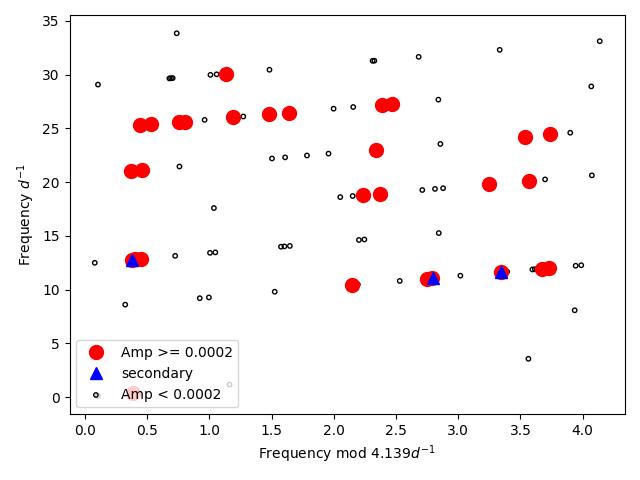 35
30
25
20
15
10
5
0
Frequency $d^{-1}$
Amp >= 0.0002
secondary
Amp < 0.0002
0.0 0.5 1.0 1.5 2.0 2.5 3.0 3.5 4.0
Frequency mod 4.139$d^{-1}$